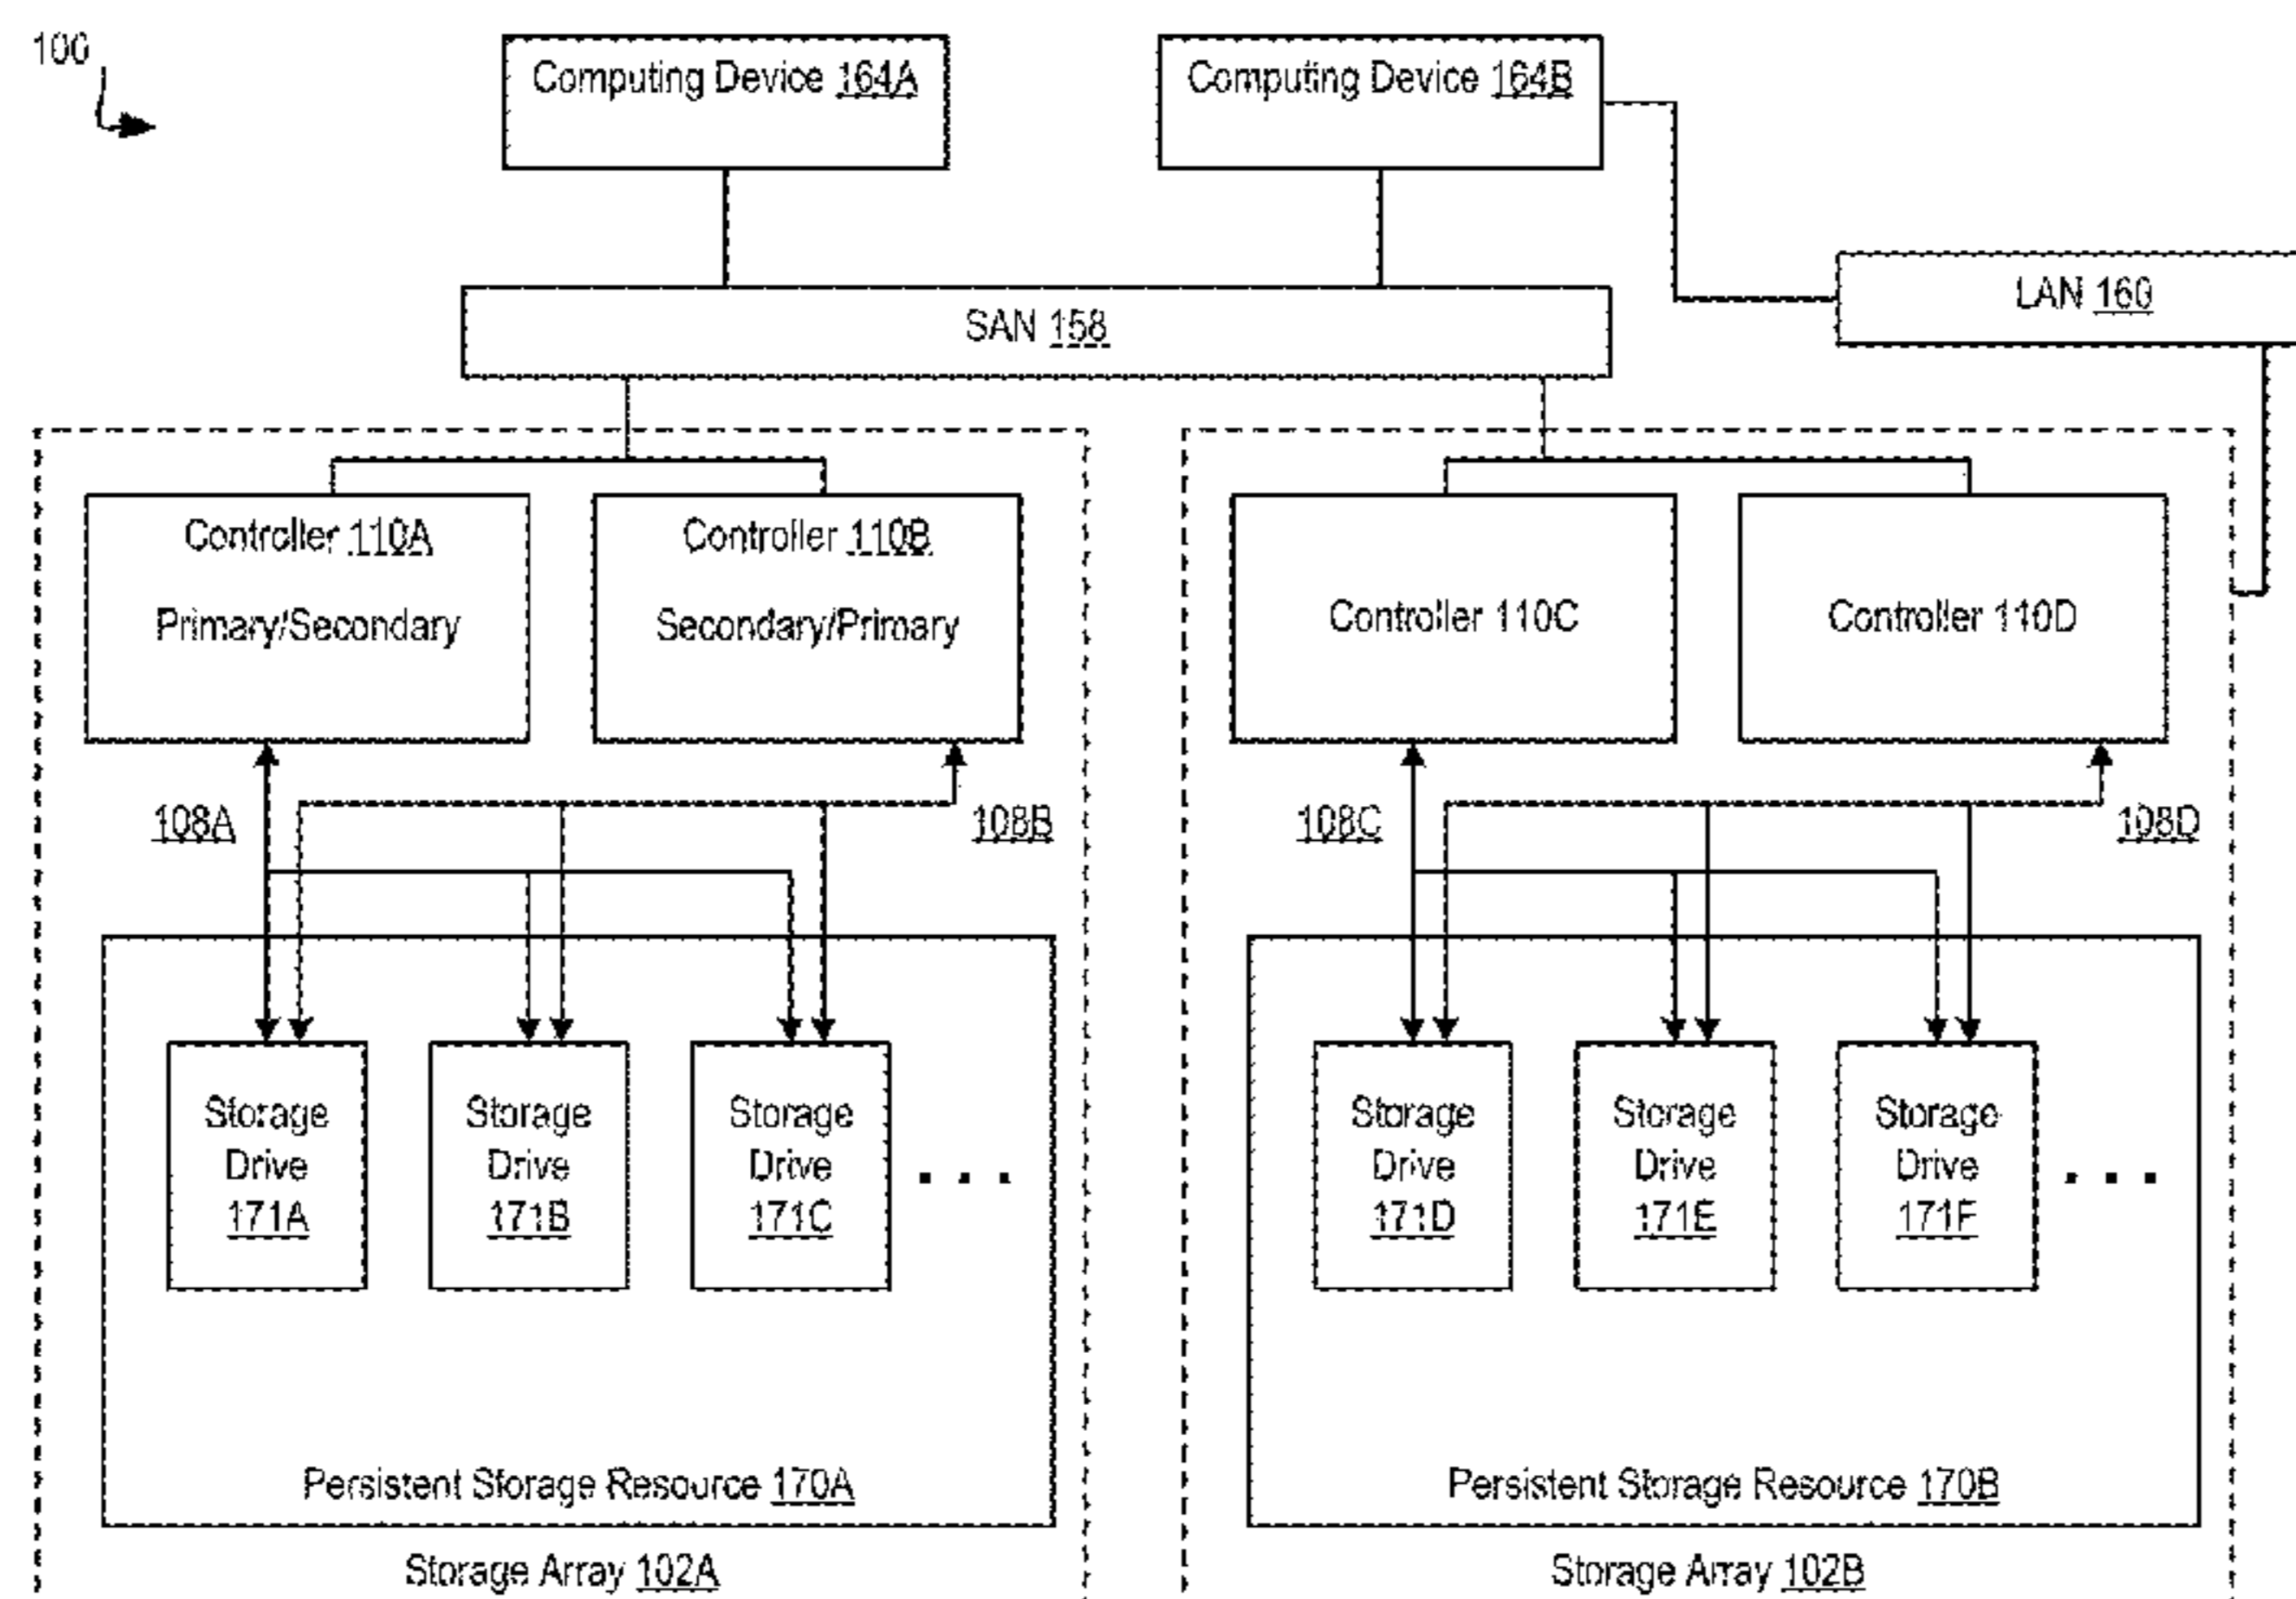 100
Computing Device 164A
Computing Device 164B
LAN 160
SAN 158
Controller 110A
Primary/Secondary
Controller 110B
Secondary/Primary
Controller 110C
Controller 110D
108A
108B
108C
108D
Storage
Drive
171A
Storage
Drive
171B
Storage
Drive
171C
. . .
Storage
Drive
171D
Storage
Drive
171E
Storage
Drive
171F
. . .
Persistent Storage Resource 170A
Persistent Storage Resource 170B
Storage Array 102A
Storage Array 102B